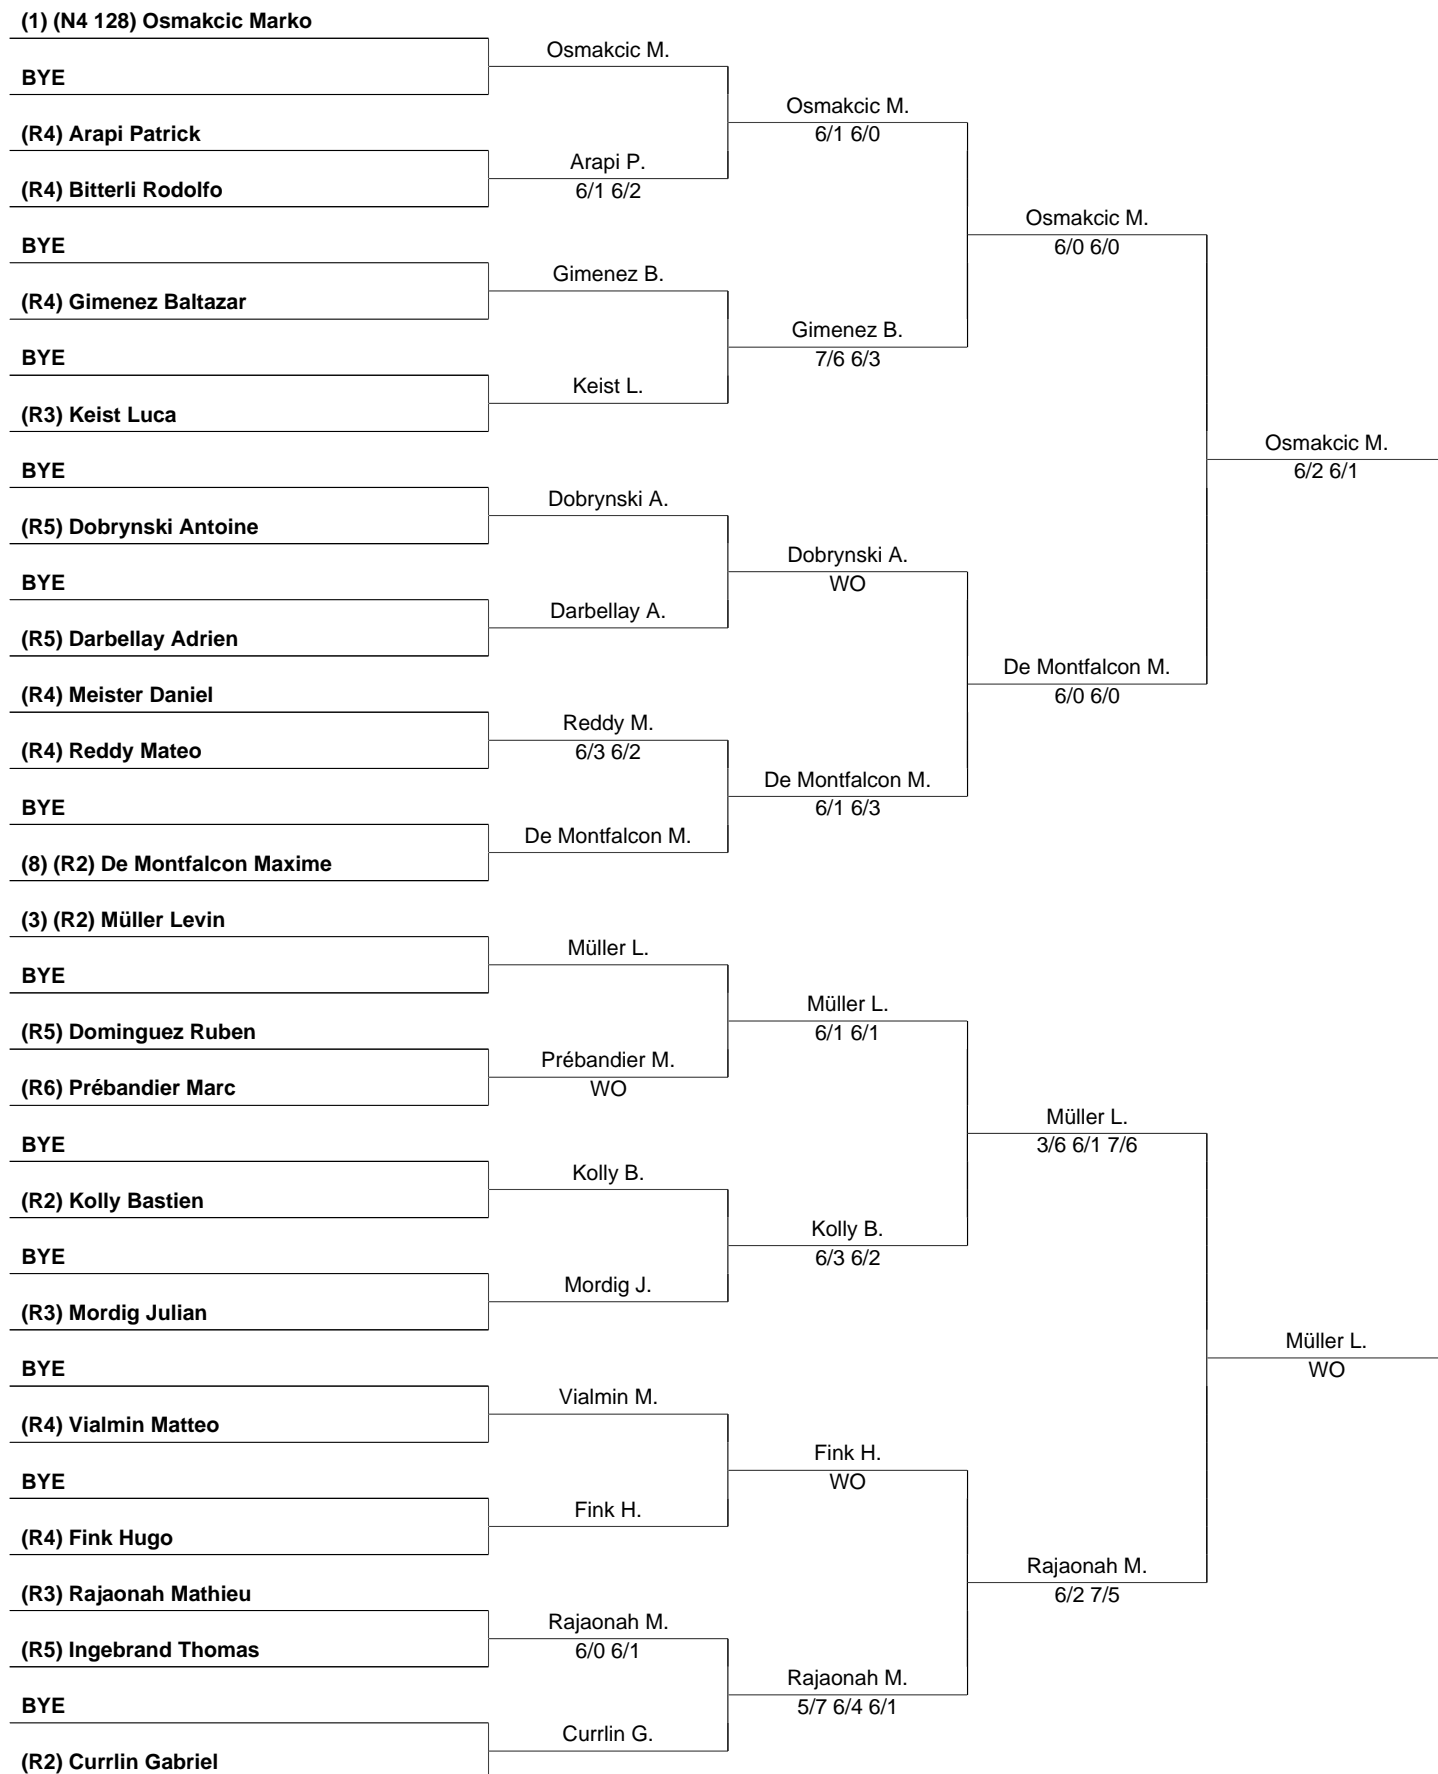 (1) (N4 128) Osmakcic Marko
BYE
(R4) Arapi Patrick
(R4) Bitterli Rodolfo
BYE
(R4) Gimenez Baltazar
BYE
(R3) Keist Luca
BYE
(R5) Dobrynski Antoine
BYE
(R5) Darbellay Adrien
(R4) Meister Daniel
(R4) Reddy Mateo
BYE
(8) (R2) De Montfalcon Maxime
(3) (R2) Müller Levin
BYE
(R5) Dominguez Ruben
(R6) Prébandier Marc
BYE
(R2) Kolly Bastien
BYE
(R3) Mordig Julian
BYE
(R4) Vialmin Matteo
BYE
(R4) Fink Hugo
(R3) Rajaonah Mathieu
(R5) Ingebrand Thomas
BYE
(R2) Currlin Gabriel
Osmakcic M.
Arapi P.
6/1 6/2
Gimenez B.
Keist L.
Dobrynski A.
Darbellay A.
Reddy M.
6/3 6/2
De Montfalcon M.
Müller L.
Prébandier M.
WO
Kolly B.
Mordig J.
Vialmin M.
Fink H.
Rajaonah M.
6/0 6/1
Currlin G.
Osmakcic M.
6/1 6/0
Gimenez B.
7/6 6/3
Dobrynski A.
WO
De Montfalcon M.
6/1 6/3
Müller L.
6/1 6/1
Kolly B.
6/3 6/2
Fink H.
WO
Rajaonah M.
5/7 6/4 6/1
Osmakcic M.
6/0 6/0
De Montfalcon M.
6/0 6/0
Müller L.
3/6 6/1 7/6
Rajaonah M.
6/2 7/5
Osmakcic M.
6/2 6/1
Müller L.
WO